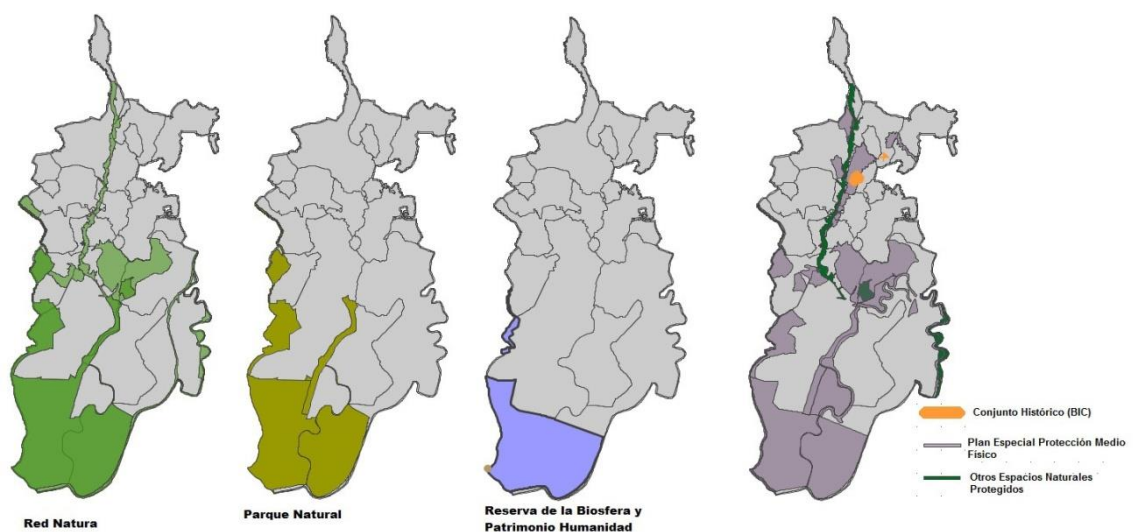 Red Natura
Parque Natural
Reserva de la Biosfera y
Patrimonio Humanidad
Conjunto Histórico (BIC)
Plan Especial Protección Medio
Físico
Otros Espacios Naturales
Protegidos